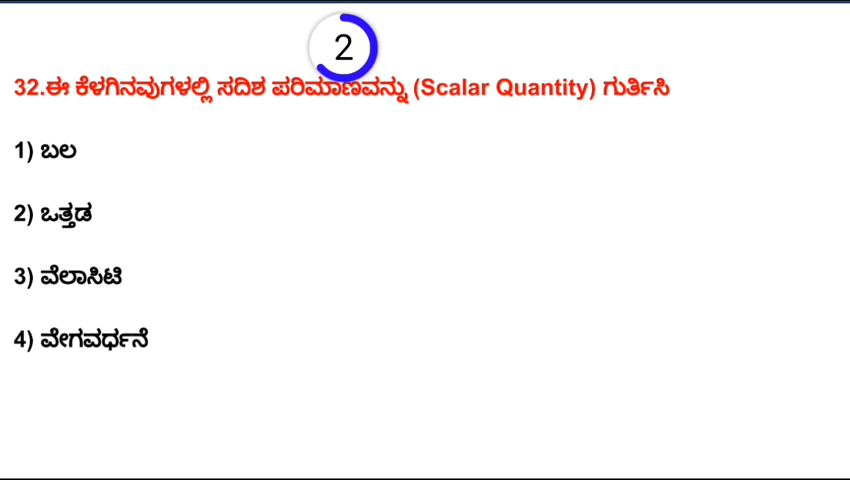 2
32.ಈ ಕೆಳಗಿನವುಗಳಲ್ಲಿ ಸದಿಶ ಪರಿಮಾಣವನ್ನು (Scalar Quantity) ಗುರ್ತಿಸಿ
1) ಬಲ
2) ಒತ್ತಡ
3) ವೆಲಾಸಿಟಿ
4) ವೇಗವರ್ಧನೆ